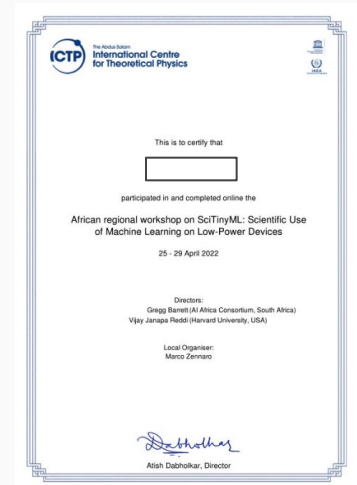 ICTP
The Abdus Salam
International Centre
for Theoretical Physics
IAEA
This is to certify that
participated in and completed online the
African regional workshop on SciTinyML: Scientific Use
of Machine Learning on Low-Power Devices
25 - 29 April 2022
Directors:
Gregg Barrett (AI Africa Consortium, South Africa)
Vijay Janapa Reddi (Harvard University, USA)
Local Organiser:
Marco Zennaro
Dabholkar
Atish Dabholkar, Director